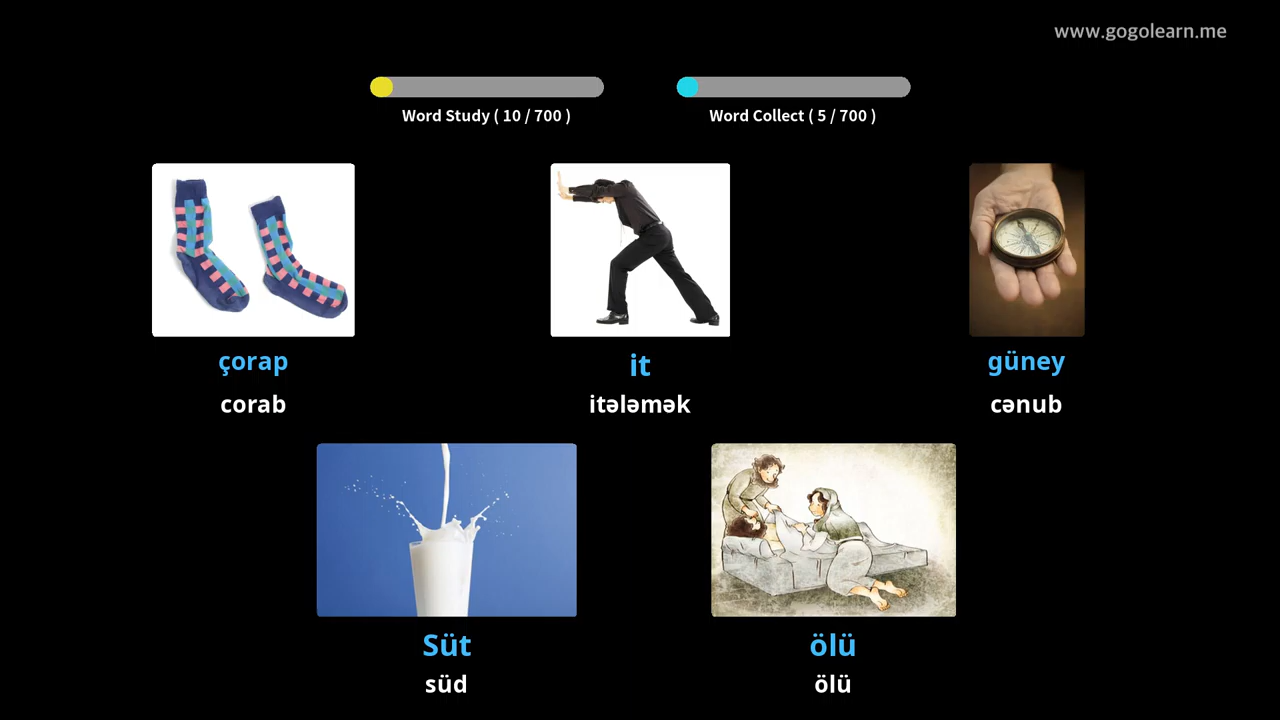 www.gogolearn.me
Word Study ( 10 / 700 )
Word Collect ( 5 / 700 )
çorap
corab
it
itələmək
güney
cənub
Süt
süd
ölü
ölü